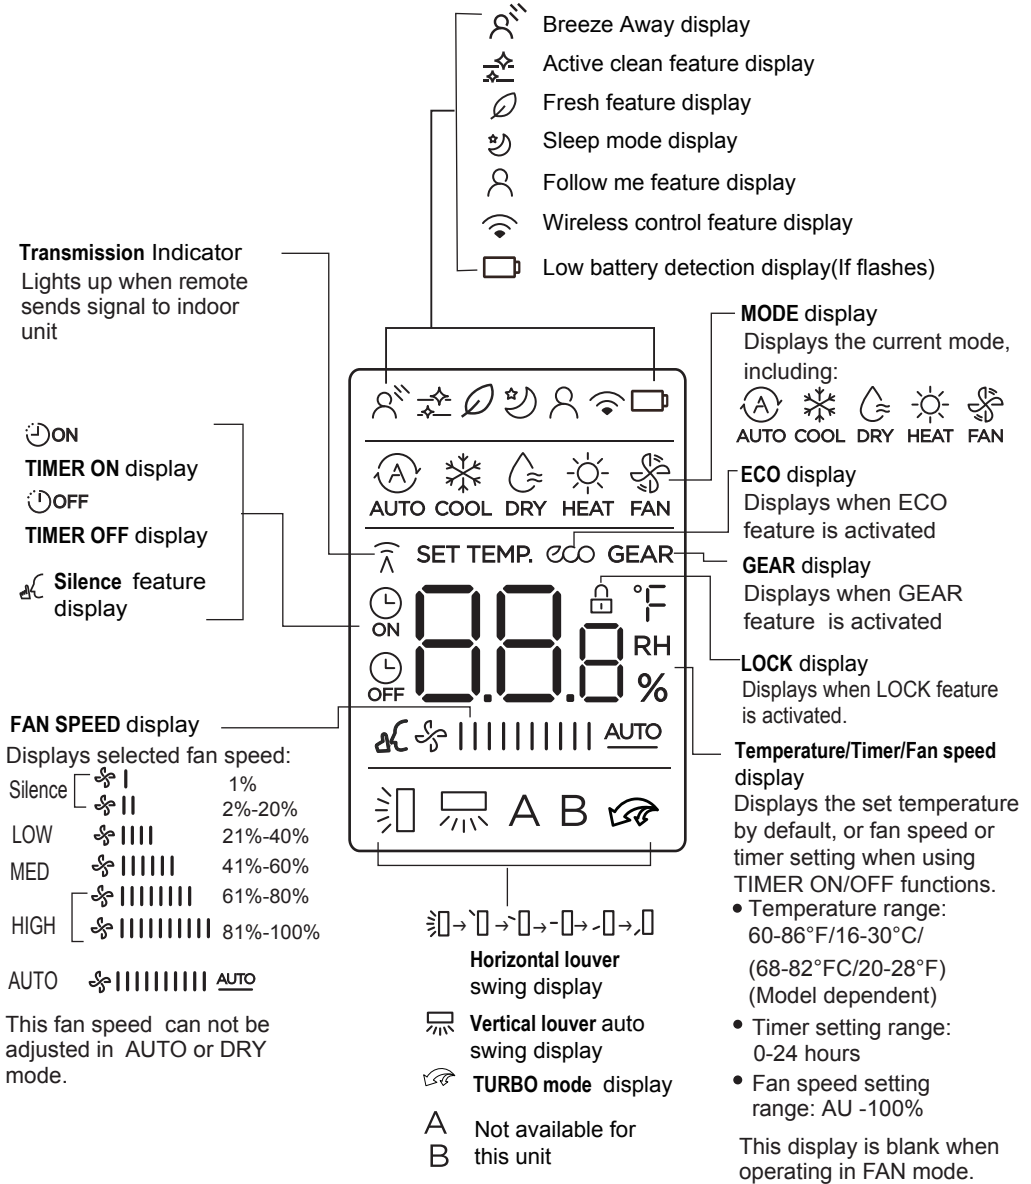 Breeze Away display
Active clean feature display
Fresh feature display
Sleep mode display
Follow me feature display
Wireless control feature display
Low battery detection display(If flashes)
Transmission Indicator
Lights up when remote
sends signal to indoor
unit
ON
TIMER ON display
OFF
TIMER OFF display
Silence feature
display
FAN SPEED display
Displays selected fan speed:
Silence
1%
2%-20%
LOW 21%-40%
MED 41%-60%
HIGH
61%-80%
81%-100%
AUTO AUTO
This fan speed can not be
adjusted in AUTO or DRY
mode.
A
AUTO COOL DRY HEAT FAN
SET TEMP. eco GEAR
ON
OFF
88.8
°F
RH
%
AUTO
A B
Horizontal louver
swing display
Vertical louver auto
swing display
TURBO mode display
A
B
Not available for
this unit
MODE display
Displays the current mode,
including:
A
AUTO COOL DRY HEAT FAN
ECO display
Displays when ECO
feature is activated
GEAR display
Displays when GEAR
feature is activated
LOCK display
Displays when LOCK feature
is activated.
Temperature/Timer/Fan speed
display
Displays the set temperature
by default, or fan speed or
timer setting when using
TIMER ON/OFF functions.
• Temperature range:
60-86°F/16-30°C/
(68-82°FC/20-28°F)
(Model dependent)
• Timer setting range:
0-24 hours
• Fan speed setting
range: AU -100%
This display is blank when
operating in FAN mode.